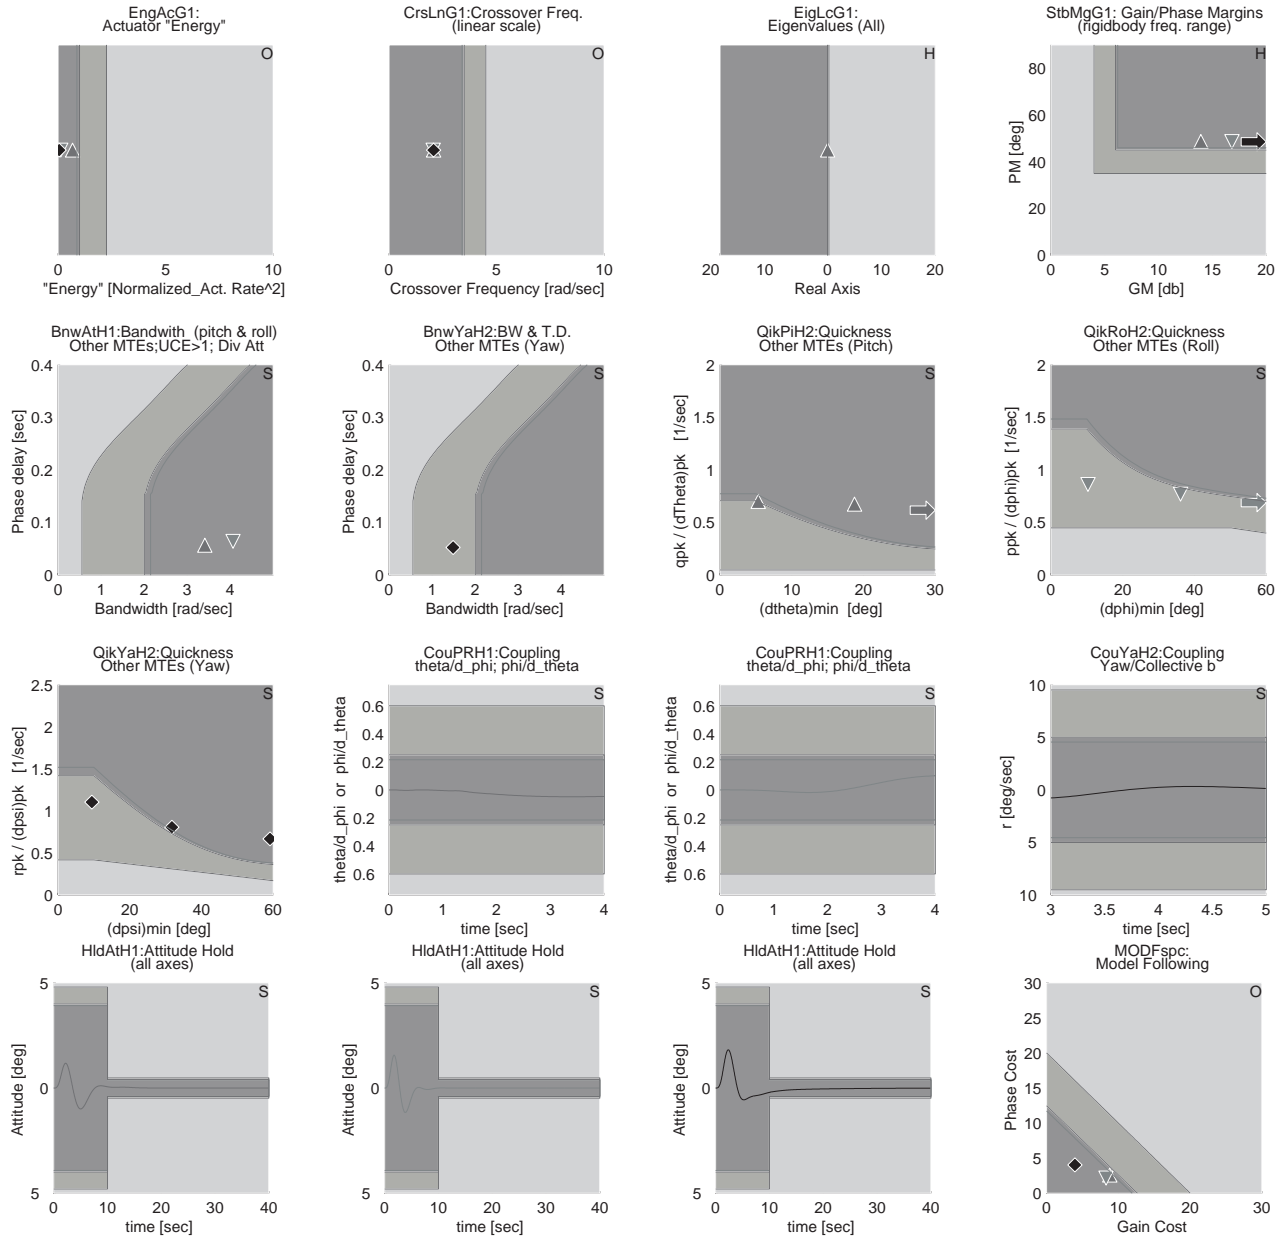 EngAcG1:
Actuator "Energy"
O
0 5 10
"Energy" [Normalized_Act. Rate^2]
CrsLnG1:Crossover Freq.
(linear scale)
O
0 5 10
Crossover Frequency [rad/sec]
EigLcG1:
Eigenvalues (All)
H
20 10 0 10 20
Real Axis
StbMgG1: Gain/Phase Margins
(rigidbody freq. range)
H
80
60
40
20
0
PM [deg]
0 5 10 15 20
GM [db]
BnwAtH1:Bandwith (pitch & roll)
Other MTEs;UCE>1; Div Att
S
0.4
0.3
0.2
0.1
0
Phase delay [sec]
0 1 2 3 4
Bandwidth [rad/sec]
BnwYaH2:BW & T.D.
Other MTEs (Yaw)
S
0.4
0.3
0.2
0.1
0
Phase delay [sec]
0 1 2 3 4
Bandwidth [rad/sec]
QikPiH2:Quickness
Other MTEs (Pitch)
S
2
1.5
1
0.5
0
qpk / (dTheta)pk [1/sec]
0 10 20 30
(dtheta)min [deg]
QikRoH2:Quickness
Other MTEs (Roll)
S
2
1.5
1
0.5
0
ppk / (dphi)pk [1/sec]
0 20 40 60
(dphi)min [deg]
QikYaH2:Quickness
Other MTEs (Yaw)
S
2.5
2
1.5
1
0.5
0
rpk / (dpsi)pk [1/sec]
0 20 40 60
(dpsi)min [deg]
CouPRH1:Coupling
theta/d_phi; phi/d_theta
S
0.6
0.4
0.2
0
0.2
0.4
0.6
theta/d_phi or phi/d_theta
0 1 2 3 4
time [sec]
CouPRH1:Coupling
theta/d_phi; phi/d_theta
S
0.6
0.4
0.2
0
0.2
0.4
0.6
theta/d_phi or phi/d_theta
0 1 2 3 4
time [sec]
CouYaH2:Coupling
Yaw/Collective b
S
10
5
0
5
10
r [deg/sec]
3 3.5 4 4.5 5
time [sec]
HldAtH1:Attitude Hold
(all axes)
S
5
0
5
Attitude [deg]
0 10 20 30 40
time [sec]
HldAtH1:Attitude Hold
(all axes)
S
5
0
5
Attitude [deg]
0 10 20 30 40
time [sec]
HldAtH1:Attitude Hold
(all axes)
S
5
0
5
Attitude [deg]
0 10 20 30 40
time [sec]
MODFspc:
Model Following
O
30
25
20
15
10
5
0
Phase Cost
0 10 20 30
Gain Cost